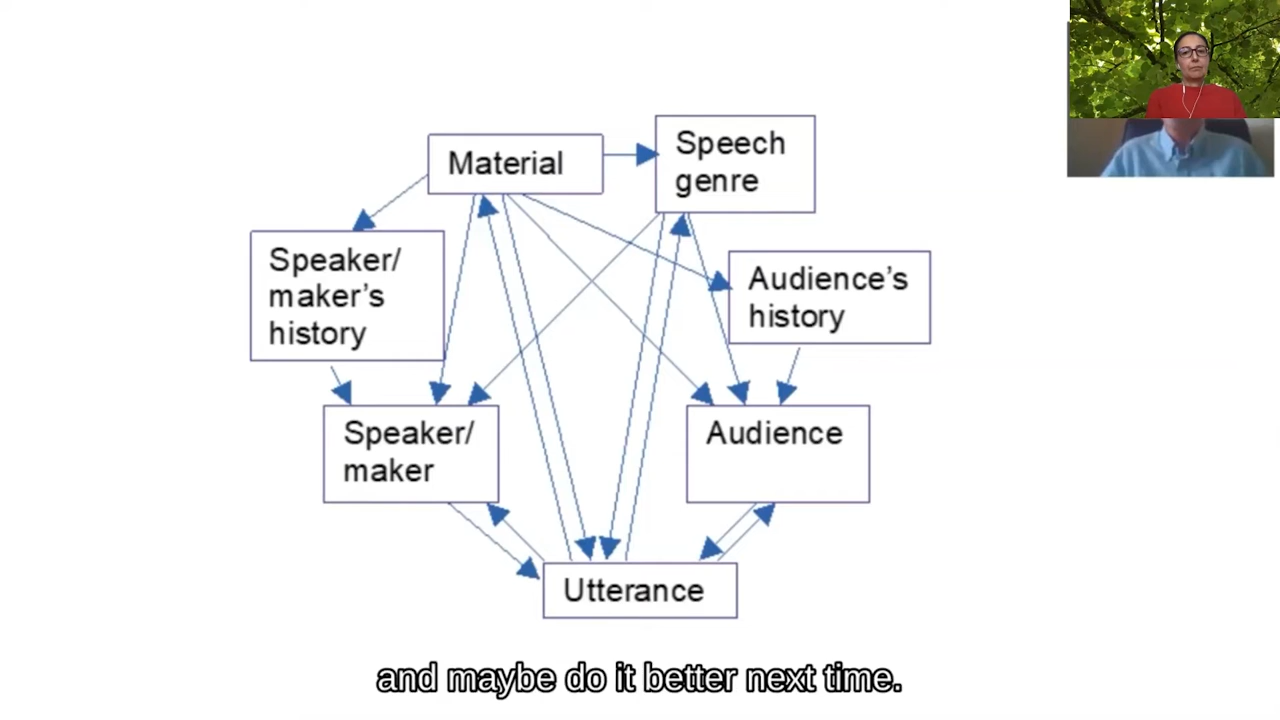 Material
Speech
genre
Speaker/
maker's
history
Audience's
history
Speaker/
maker
Audience
Utterance
and maybe do it better next time.